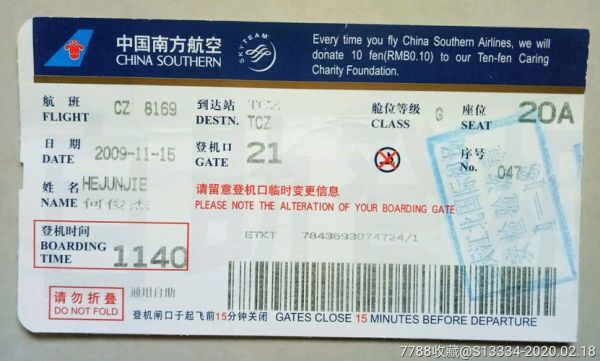 中国南方航空
CHINA SOUTHERN
SKYTEAM
Every time you fly China Southern Airlines, we will
donate 10 fen(RMB0.10) to our Ten-fen Caring
Charity Foundation.
航 班 到达站 TCZ 舱位等级 座位
FLIGHT CZ 8169 DESTN. TCZ CLASS G SEAT 20A
日 期 登机口 序号
DATE 2009-11-15 GATE 21 No. 047
姓 名 HEJUNJIE
NAME 何俊杰
请留意登机口临时变更信息
PLEASE NOTE THE ALTERATION OF YOUR BOARDING GATE
登机时间
BOARDING
TIME 1140
ETKT 7843693074724/1
请勿折叠
DO NOT FOLD
通用自助
登机闸口于起飞前15分钟关闭 GATES CLOSE 15 MINUTES BEFORE DEPARTURE
7788收藏@S13334-2020.02.18